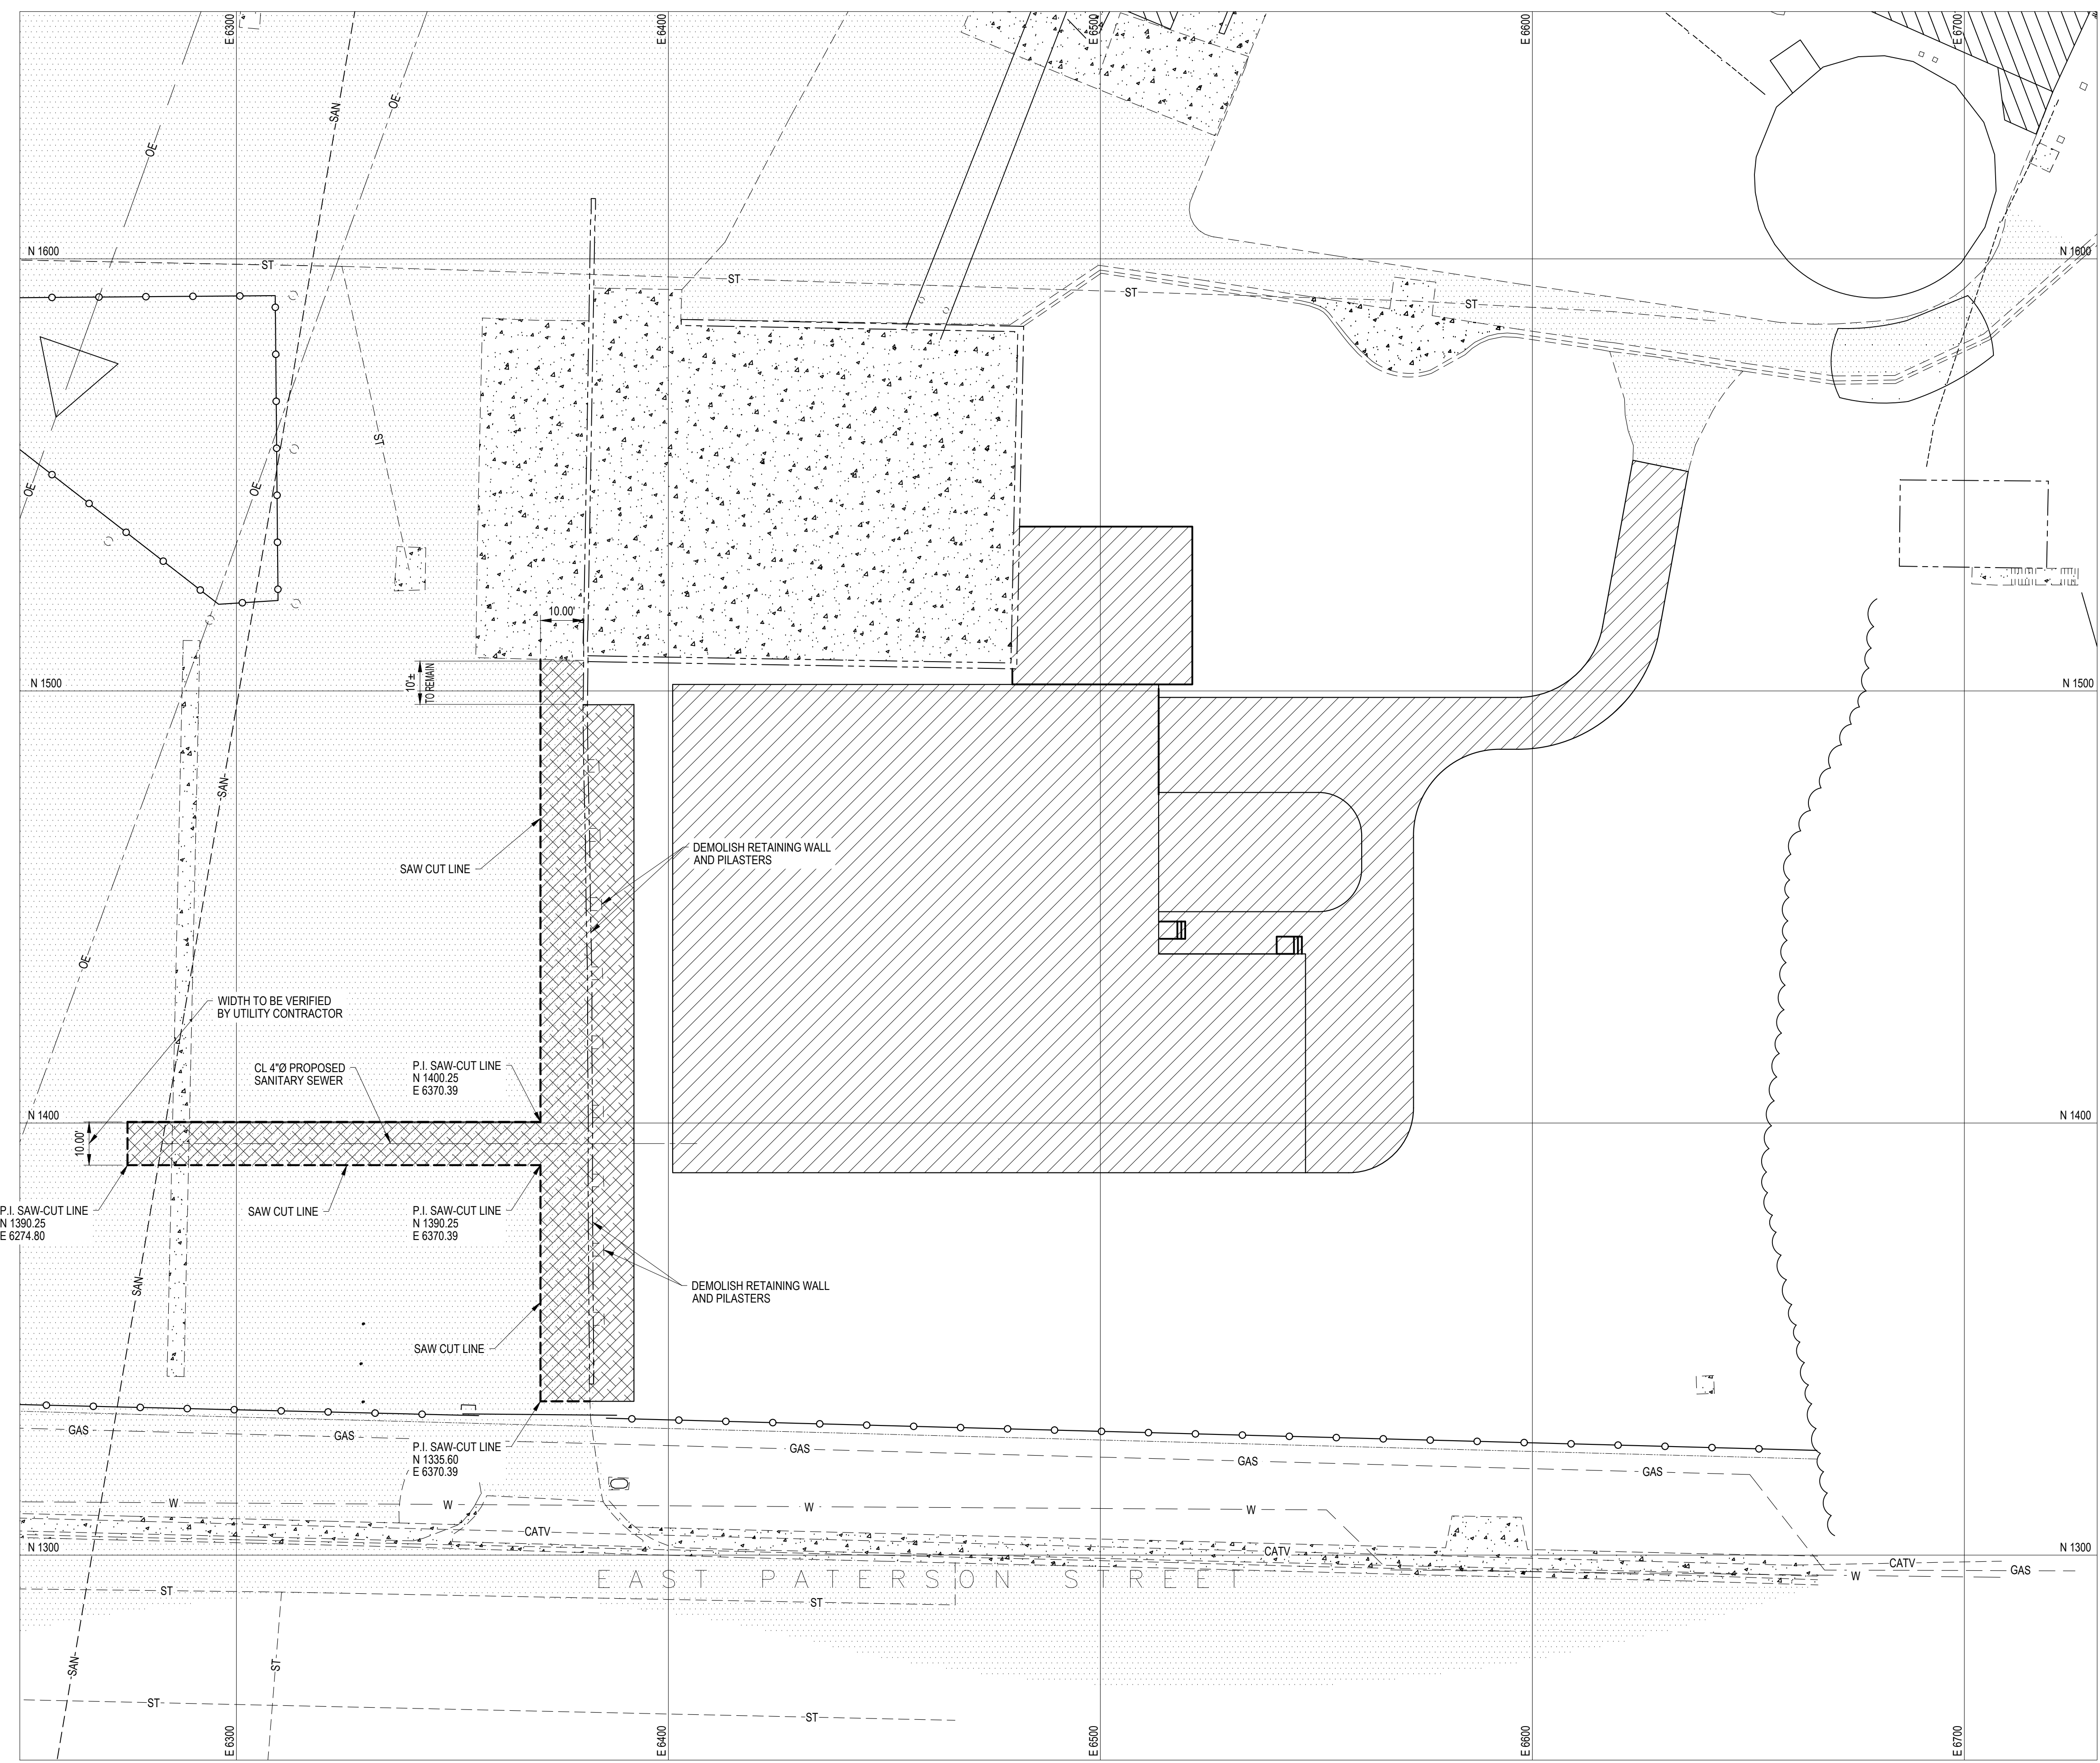 E 6300
E 6400
E 6500
E 6600
E 6700
SAN
OE
OE
N 1600
N 1600
ST
ST
ST
ST
ST
OE
OE
10.00'
10'±
TO REMAIN
N 1500
N 1500
SAN
DEMOLISH RETAINING WALL
AND PILASTERS
SAW CUT LINE
OE
WIDTH TO BE VERIFIED
BY UTILITY CONTRACTOR
CL 4"Ø PROPOSED
SANITARY SEWER
P.I. SAW-CUT LINE
N 1400.25
E 6370.39
N 1400
N 1400
10.00'
P.I. SAW-CUT LINE
N 1390.25
E 6274.80
SAW CUT LINE
P.I. SAW-CUT LINE
N 1390.25
E 6370.39
SAN
DEMOLISH RETAINING WALL
AND PILASTERS
SAW CUT LINE
GAS
GAS
GAS
GAS
GAS
P.I. SAW-CUT LINE
N 1335.60
E 6370.39
W
W
W
W
CATV
CATV
CATV
N 1300
N 1300
GAS
W
EAST PATERSON STREET
ST
ST
SAN
ST
ST
ST
E 6300
E 6400
E 6500
E 6600
E 6700